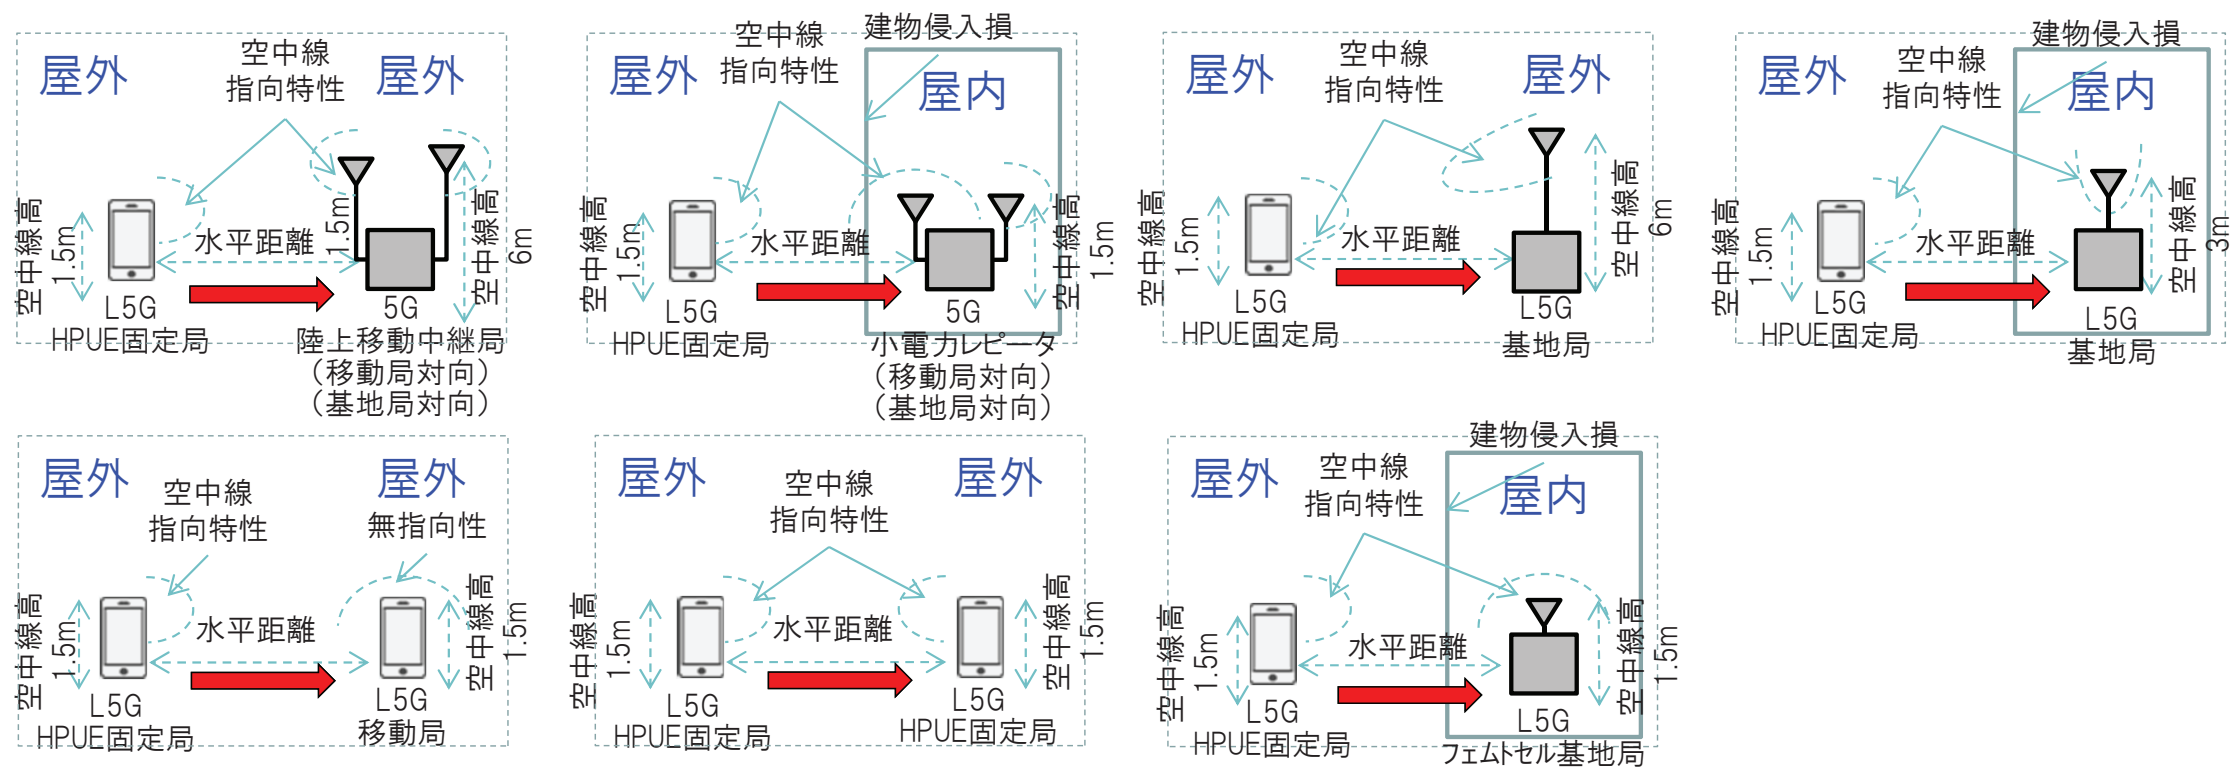 屋外
空中線
指向特性
屋外
空中線高
1.5m
水平距離
1.5m
空中線高
6m
L5G
HPUE固定局
5G
陸上移動中継局
（移動局対向）
（基地局対向）
建物侵入損
屋外
空中線
指向特性
屋内
空中線高
1.5m
水平距離
空中線高
1.5m
L5G
HPUE固定局
5G
小電力レピータ
（移動局対向）
（基地局対向）
屋外
空中線
指向特性
屋外
空中線高
1.5m
水平距離
空中線高
6m
L5G
HPUE固定局
L5G
基地局
建物侵入損
屋外
空中線
指向特性
屋内
空中線高
1.5m
水平距離
空中線高
3m
L5G
HPUE固定局
L5G
基地局
屋外
空中線
指向特性
屋外
無指向性
空中線高
1.5m
水平距離
空中線高
1.5m
L5G
HPUE固定局
L5G
移動局
屋外
空中線
指向特性
屋外
空中線高
1.5m
水平距離
空中線高
1.5m
L5G
HPUE固定局
L5G
HPUE固定局
建物侵入損
屋外
空中線
指向特性
屋内
空中線高
1.5m
水平距離
空中線高
1.5m
L5G
HPUE固定局
L5G
フェムトセル基地局